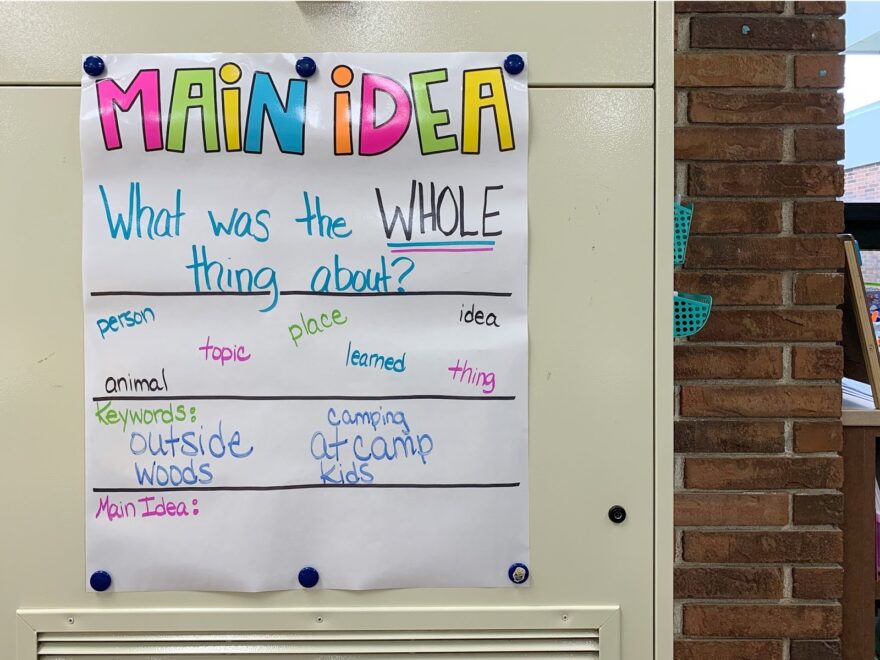 MAiN iDEA
What was the WHOLE
thing about?
person place idea
topic learned thing
animal
Keywords: camping
outside at camp
woods kids
Main Idea: